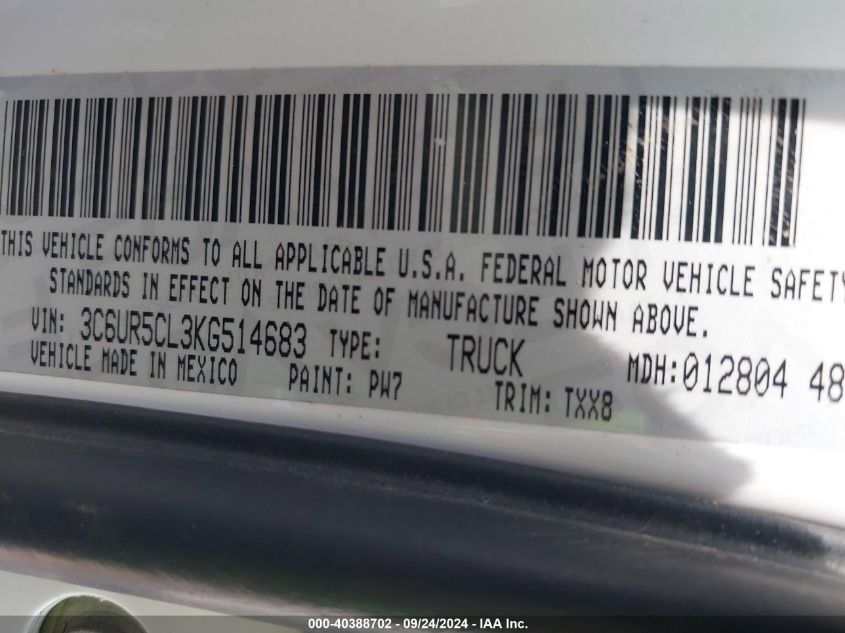 THIS VEHICLE CONFORMS TO ALL APPLICABLE U.S.A. FEDERAL MOTOR VEHICLE SAFETY
STANDARDS IN EFFECT ON THE DATE OF MANUFACTURE SHOWN ABOVE.
VIN: 3C6UR5CL3KG514683 TYPE: TRUCK MDH:012804 48
VEHICLE MADE IN MEXICO PAINT: PW7 TRIM: TXX8
000-40388702 - 09/24/2024 - IAA Inc.